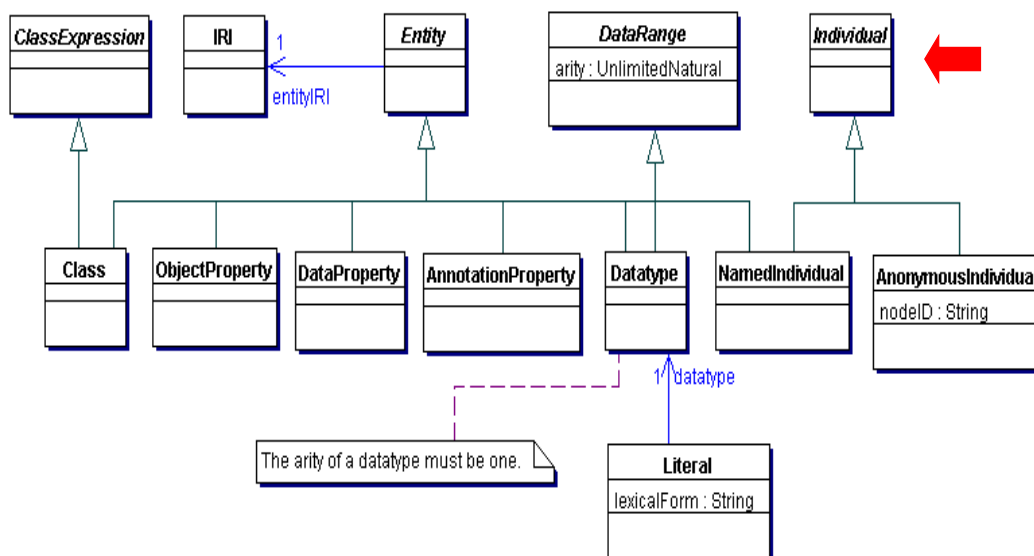 ClassExpression
IRI
1
Entity
entityIRI
DataRange
arity : UnlimitedNatural
Individual
Class
ObjectProperty
DataProperty
AnnotationProperty
Datatype
NamedIndividual
AnonymousIndividual
nodeID : String
1 datatype
The arity of a datatype must be one.
Literal
lexicalForm : String